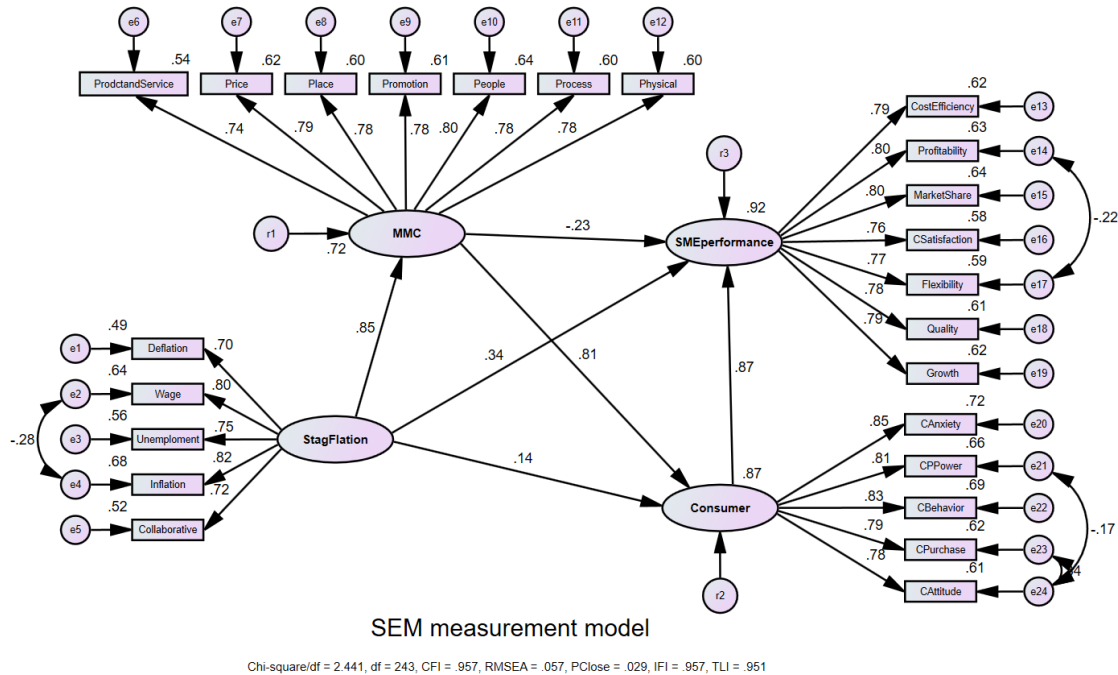 e6 e7 e8 e9 e10 e11 e12
.54 .62 .60 .61 .64 .60 .60
ProdctandService Price Place Promotion People Process Physical
.74 .79 .78 .78 .80 .78 .78
r1
MMC
.72
r3
.92
SMEperformance
-.23
.62
.79 CostEfficiency e13
.63
.80 Profitability e14
.64
.80 MarketShare e15
-.22
.58
.76 CSatisfaction e16
.59
.77 Flexibility e17
.61
.78 Quality e18
.62
.79 Growth e19
.85
.34
.81
.87
.14
.49
e1 Deflation .70
.64
e2 Wage .80
.56
-.28
e3 Unemploment .75
StagFlation
.68
e4 Inflation .82
.52
.72
e5 Collaborative
.87
Consumer
r2
.72
.85 CAnxiety e20
.66
.81 CPPower e21
.69
.83 CBehavior e22
-.17
.62
.79 CPurchase e23
.61
.78 CAttitude e24
SEM measurement model
Chi-square/df = 2.441, df = 243, CFI = .957, RMSEA = .057, PClose = .029, IFI = .957, TLI = .951